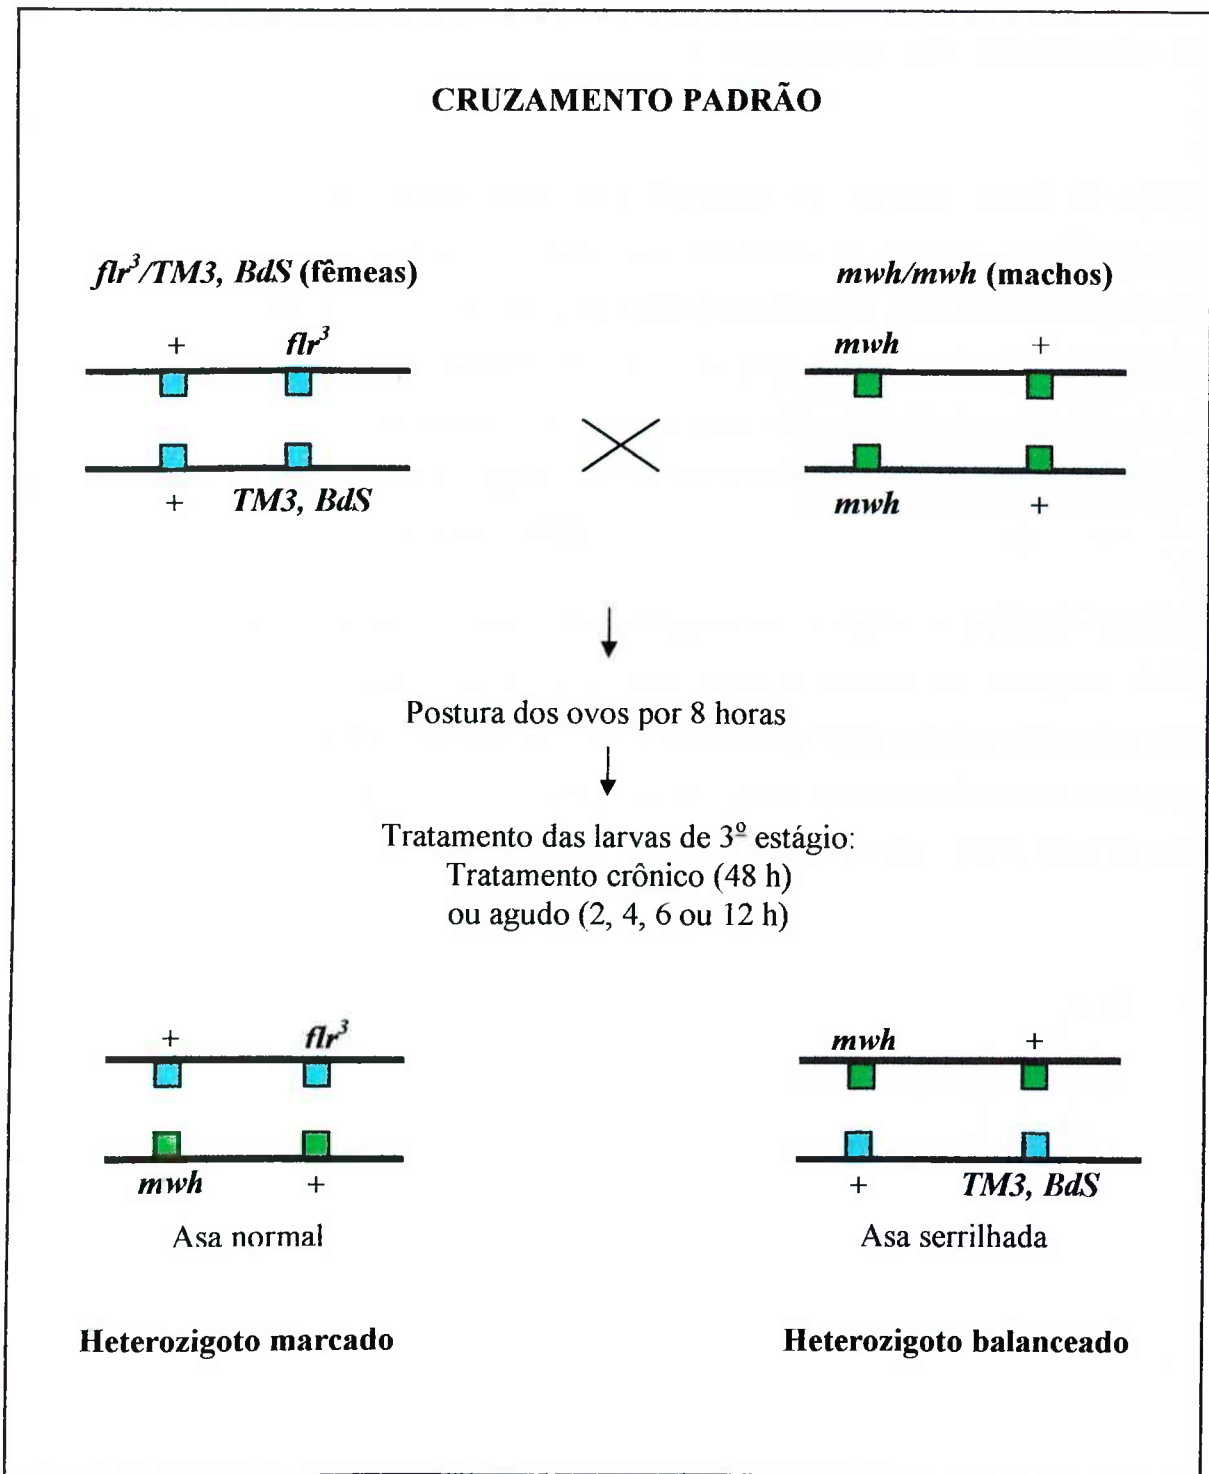 CRUZAMENTO PADRÃO
flr³/TM3, BdS (fêmeas) mwh/mwh (machos)
+ flr³ mwh +
+ TM3, BdS mwh +
Postura dos ovos por 8 horas
Tratamento das larvas de 3º estágio:
Tratamento crônico (48 h)
ou agudo (2, 4, 6 ou 12 h)
+ flr³ mwh +
mwh + + TM3, BdS
Asa normal Asa serrilhada
Heterozigoto marcado Heterozigoto balanceado